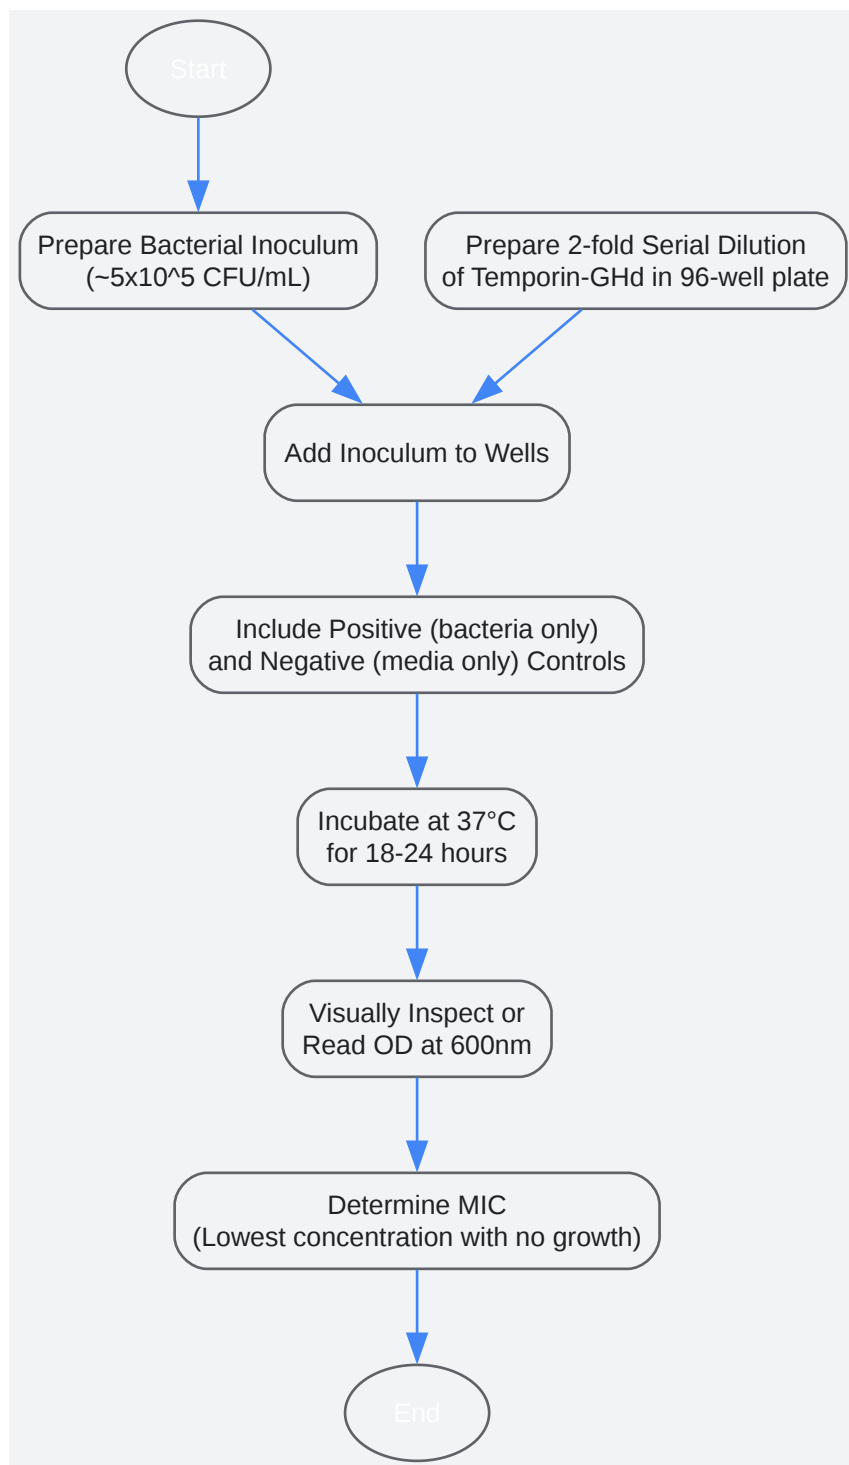 Start
Prepare Bacterial Inoculum
(~5x10^5 CFU/mL)
Prepare 2-fold Serial Dilution
of Temporin-GHd in 96-well plate
Add Inoculum to Wells
Include Positive (bacteria only)
and Negative (media only) Controls
Incubate at 37°C
for 18-24 hours
Visually Inspect or
Read OD at 600nm
Determine MIC
(Lowest concentration with no growth)
End